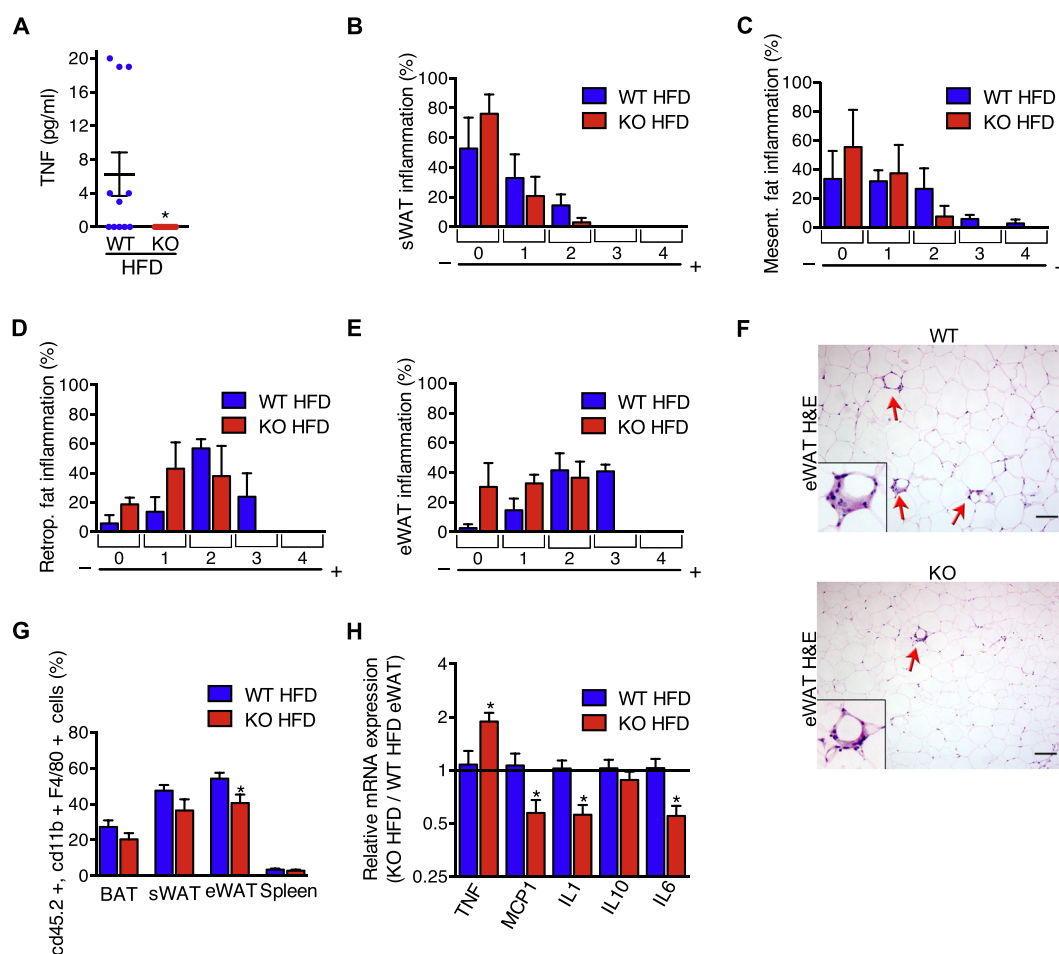 A
TNF (pg/ml)
20
16
12
8
4
0
*
WT KO
HFD
B
sWAT inflammation (%)
100
80
60
40
20
0
WT HFD
KO HFD
0 1 2 3 4
– +
C
Mesent. fat inflammation (%)
100
80
60
40
20
0
WT HFD
KO HFD
0 1 2 3 4
– +
D
Retrop. fat inflammation (%)
100
80
60
40
20
0
WT HFD
KO HFD
0 1 2 3 4
– +
E
eWAT inflammation (%)
100
80
60
40
20
0
WT HFD
KO HFD
0 1 2 3 4
– +
F
WT
eWAT H&E
KO
eWAT H&E
G
cd45.2 +, cd11b + F4/80 + cells (%)
80
60
40
20
0
WT HFD
KO HFD
*
BAT sWAT eWAT Spleen
H
Relative mRNA expression
(KO HFD / WT HFD eWAT)
4
2
1
0.5
0.25
WT HFD
KO HFD
* * * *
TNF MCP1 IL1 IL10 IL6